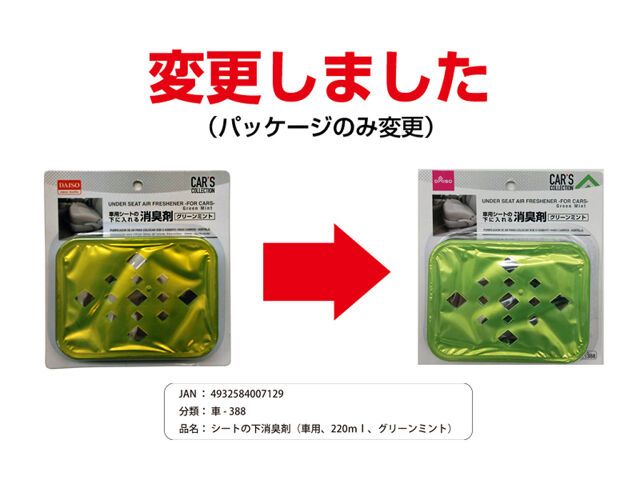 変更しました
（パッケージのみ変更）
DAISO
CAR'S
COLLECTION
UNDER SEAT AIR FRESHENER -FOR CARS-
Green Mint
車用シートの
下に入れる
消臭剤
グリーンミント
DAISO
CAR'S
COLLECTION
UNDER SEAT AIR FRESHENER -FOR CARS-
Green Mint
車用シートの
下に入れる
消臭剤
グリーンミント
388
JAN ： 4932584007129
分類： 車 - 388
品名： シートの下消臭剤（車用、220ｍｌ、グリーンミント）